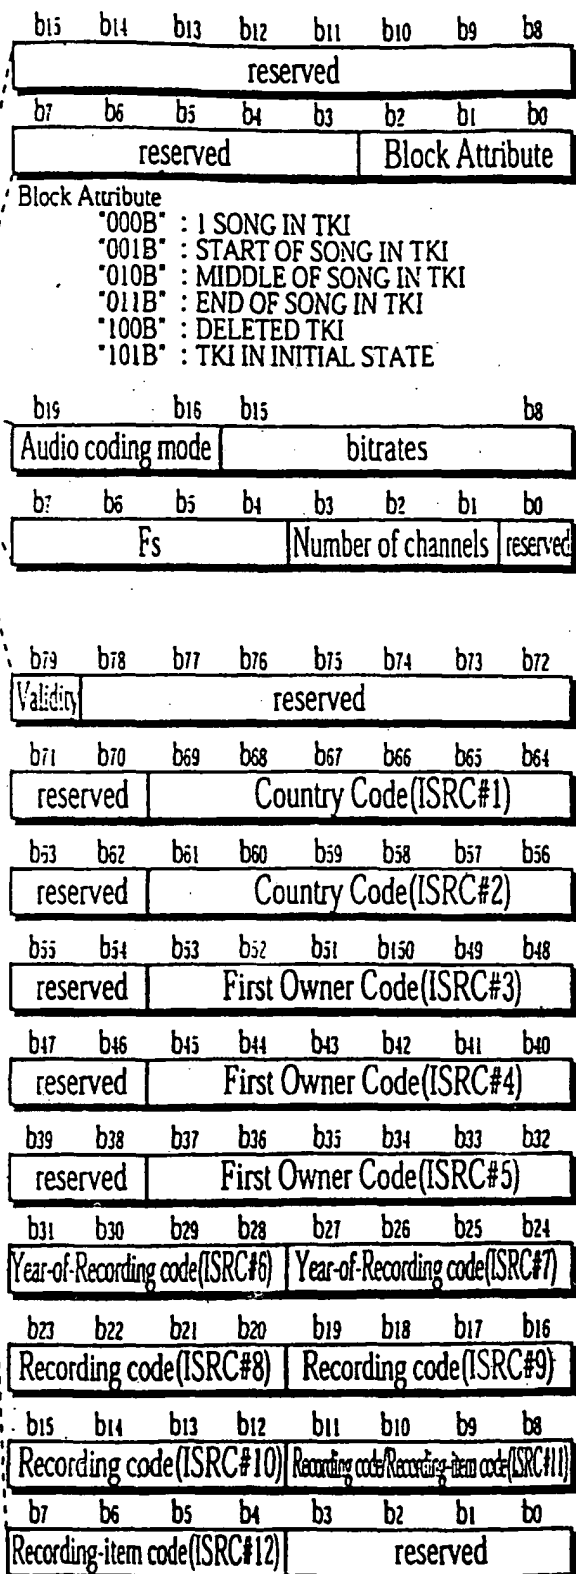 b15 b14 b13 b12 b11 b10 b9 b8
reserved
b7 b6 b5 b4 b3 b2 b1 b0
reserved Block Attribute
Block Attribute
"000B" : 1 SONG IN TKI
"001B" : START OF SONG IN TKI
"010B" : MIDDLE OF SONG IN TKI
"011B" : END OF SONG IN TKI
"100B" : DELETED TKI
"101B" : TKI IN INITIAL STATE
b19 b16 b15 b8
Audio coding mode bitrates
b7 b6 b5 b4 b3 b2 b1 b0
Fs Number of channels reserved
b79 b78 b77 b76 b75 b74 b73 b72
Validity reserved
b71 b70 b69 b68 b67 b66 b65 b64
reserved Country Code(ISRC#1)
b53 b62 b61 b60 b59 b58 b57 b56
reserved Country Code(ISRC#2)
b55 b54 b53 b52 b51 b150 b49 b48
reserved First Owner Code(ISRC#3)
b47 b46 b45 b44 b43 b42 b41 b40
reserved First Owner Code(ISRC#4)
b39 b38 b37 b36 b35 b34 b33 b32
reserved First Owner Code(ISRC#5)
b31 b30 b29 b28 b27 b26 b25 b24
Year-of-Recording code(ISRC#6) Year-of-Recording code(ISRC#7)
b23 b22 b21 b20 b19 b18 b17 b16
Recording code(ISRC#8) Recording code(ISRC#9)
b15 b14 b13 b12 b11 b10 b9 b8
Recording code(ISRC#10) Recording code/Recording-item code(ISRC#11)
b7 b6 b5 b4 b3 b2 b1 b0
Recording-item code(ISRC#12) reserved